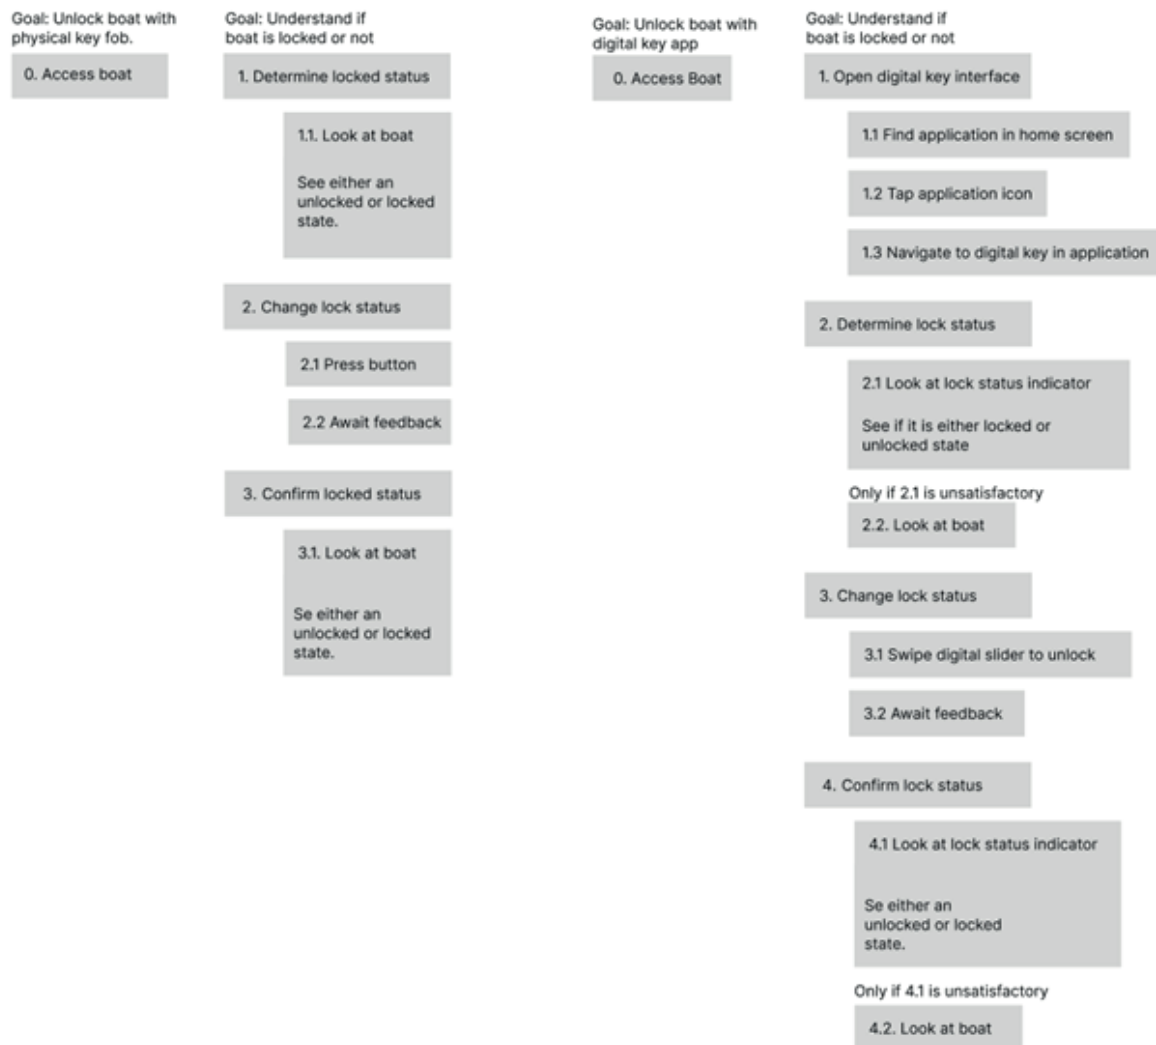 Goal: Unlock boat with
physical key fob.
0. Access boat
Goal: Understand if
boat is locked or not
1. Determine locked status
1.1. Look at boat
See either an
unlocked or locked
state.
2. Change lock status
2.1 Press button
2.2 Await feedback
3. Confirm locked status
3.1. Look at boat
Se either an
unlocked or locked
state.
Goal: Unlock boat with
digital key app
0. Access Boat
Goal: Understand if
boat is locked or not
1. Open digital key interface
1.1 Find application in home screen
1.2 Tap application icon
1.3 Navigate to digital key in application
2. Determine lock status
2.1 Look at lock status indicator
See if it is either locked or
unlocked state
Only if 2.1 is unsatisfactory
2.2. Look at boat
3. Change lock status
3.1 Swipe digital slider to unlock
3.2 Await feedback
4. Confirm lock status
4.1 Look at lock status indicator
Se either an
unlocked or locked
state.
Only if 4.1 is unsatisfactory
4.2. Look at boat